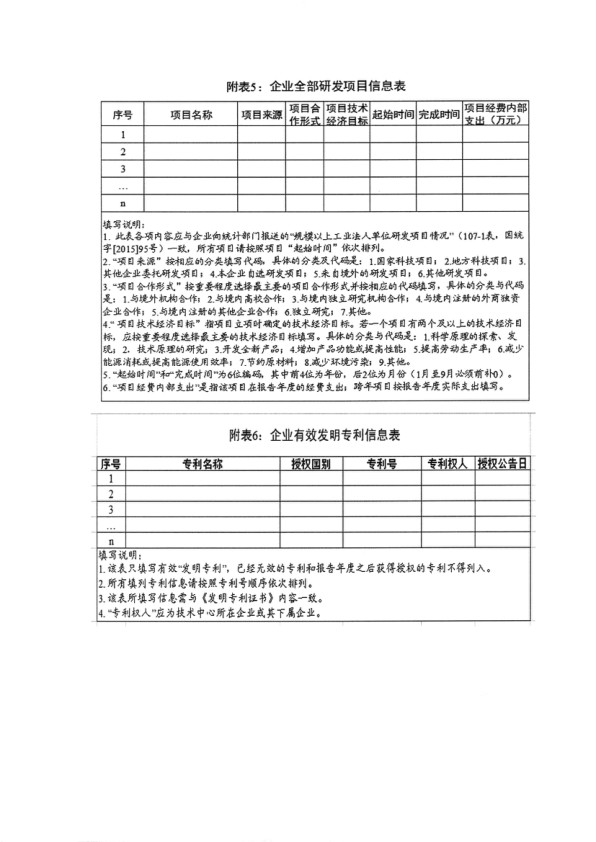 附表5：企业全部研发项目信息表
序号 项目名称 项目来源 项目合作形式 项目技术经济目标 起始时间 完成时间 项目经费内部支出（万元）
1
2
3
…
n
填写说明：
1. 此表各项内容应与企业向统计部门报送的"规模以上工业法人单位研发项目情况"（107-1表，国统
字[2015]95号）一致，所有项目请按照项目"起始时间"依次排列。
2."项目来源"按相应的分类填写代码，具体的分类及代码是：1.国家科技项目；2.地方科技项目；3.
其他企业委托研发项目；4.本企业自选研发项目；5.来自境外的研发项目；6.其他研发项目。
3."项目合作形式"按重要程度选择最主要的项目合作形式并按相应的代码填写，具体的分类与代码
是：1.与境外机构合作；2.与境内高校合作；3.与境内独立研究机构合作；4.与境内注册的外商独资
企业合作；5.与境内注册的其他企业合作；6.独立研究；7.其他。
4."项目技术经济目标"指项目立项时确定的技术经济目标。若一个项目有两个及以上的技术经济目
标，应按重要程度选择最主要的技术经济目标填写。具体的分类与代码是：1.科学原理的探索、发
现；2．技术原理的研究；3.开发全新产品；4.增加产品功能或提高性能；5.提高劳动生产率；6.减少
能源消耗或提高能源使用效率；7.节约原材料；8.减少环境污染；9.其他。
5."起始时间"和"完成时间"为6位编码，其中前4位为年份，后2位为月份（1月至9月必须前补0）。
6."项目经费内部支出"是指该项目在报告年度的经费支出；跨年项目按报告年度实际支出填写。
附表6：企业有效发明专利信息表
序号 专利名称 授权国别 专利号 专利权人 授权公告日
1
2
3
…
n
填写说明：
1.该表只填写有效"发明专利"，已经无效的专利和报告年度之后获得授权的专利不得列入。
2.所有填列专利信息请按照专利号顺序依次排列。
3.该表所填写信息需与《发明专利证书》内容一致。
4."专利权人"应为技术中心所在企业或其下属企业。